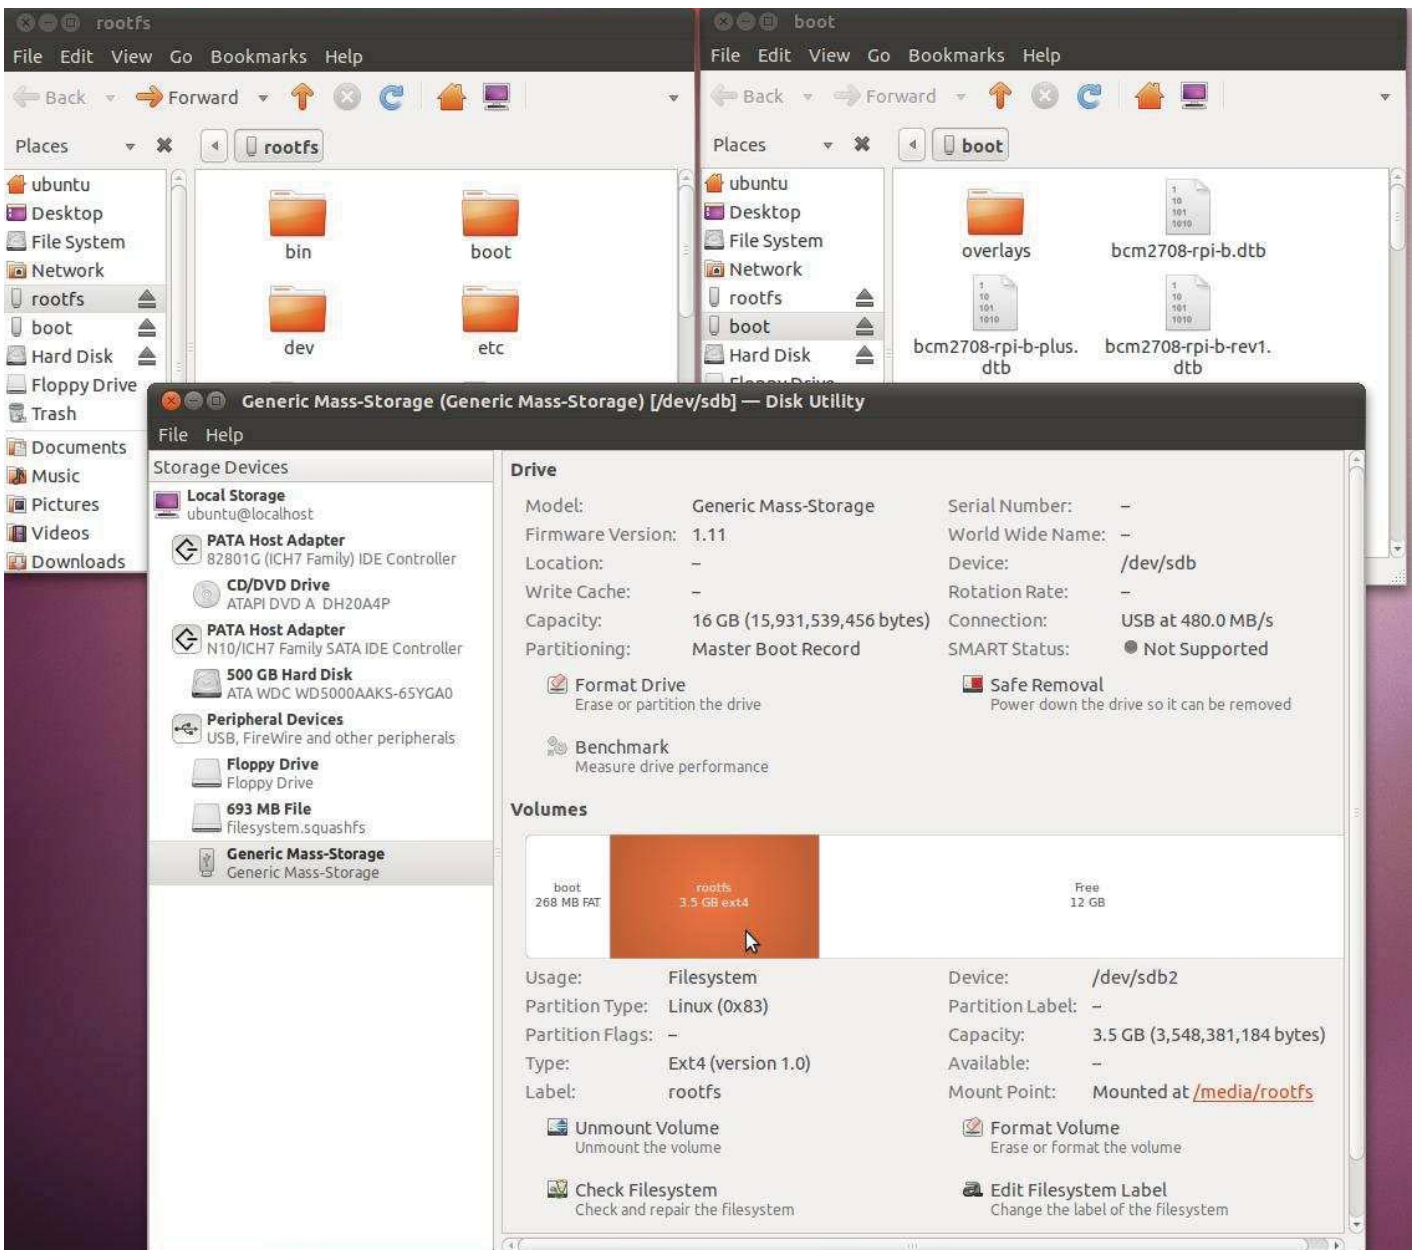 rootfs
File Edit View Go Bookmarks Help
Back Forward
Places rootfs
ubuntu
Desktop
File System
Network
rootfs
boot
Hard Disk
Floppy Drive
Trash
Documents
Music
Pictures
Videos
Downloads
bin boot
dev etc
boot
File Edit View Go Bookmarks Help
Back Forward
Places boot
ubuntu
Desktop
File System
Network
rootfs
boot
Hard Disk
Floppy Drive
overlays
1
10
101
1010
bcm2708-rpi-b.dtb
1
10
101
1010
bcm2708-rpi-b-plus.
dtb
1
10
101
1010
bcm2708-rpi-b-rev1.
dtb
Generic Mass-Storage (Generic Mass-Storage) [/dev/sdb] — Disk Utility
File Help
Storage Devices
Local Storage
ubuntu@localhost
PATA Host Adapter
82801G (ICH7 Family) IDE Controller
CD/DVD Drive
ATAPI DVD A DH20A4P
PATA Host Adapter
N10/ICH7 Family SATA IDE Controller
500 GB Hard Disk
ATA WDC WD5000AAKS-65YGA0
Peripheral Devices
USB, FireWire and other peripherals
Floppy Drive
Floppy Drive
693 MB File
filesystem.squashfs
Generic Mass-Storage
Generic Mass-Storage
Drive
Model: Generic Mass-Storage Serial Number: –
Firmware Version: 1.11 World Wide Name: –
Location: – Device: /dev/sdb
Write Cache: – Rotation Rate: –
Capacity: 16 GB (15,931,539,456 bytes) Connection: USB at 480.0 MB/s
Partitioning: Master Boot Record SMART Status: Not Supported
Format Drive
Erase or partition the drive
Safe Removal
Power down the drive so it can be removed
Benchmark
Measure drive performance
Volumes
boot
268 MB FAT
rootfs
3.5 GB ext4
Free
12 GB
Usage: Filesystem Device: /dev/sdb2
Partition Type: Linux (0x83) Partition Label: –
Partition Flags: – Capacity: 3.5 GB (3,548,381,184 bytes)
Type: Ext4 (version 1.0) Available: –
Label: rootfs Mount Point: Mounted at /media/rootfs
Unmount Volume
Unmount the volume
Format Volume
Erase or format the volume
Check Filesystem
Check and repair the filesystem
Edit Filesystem Label
Change the label of the filesystem